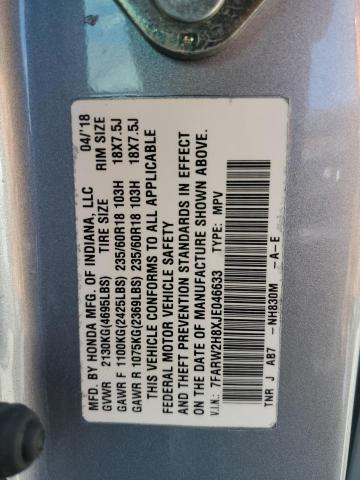 MFD. BY HONDA MFG. OF INDIANA, LLC 04/'18
GVWR 2130KG(4695LBS) TIRE SIZE RIM SIZE
GAWR F 1100KG(2425LBS) 235/60R18 103H 18X7.5J
GAWR R 1075KG(2369LBS) 235/60R18 103H 18X7.5J
THIS VEHICLE CONFORMS TO ALL APPLICABLE
FEDERAL MOTOR VEHICLE SAFETY
AND THEFT PREVENTION STANDARDS IN EFFECT
ON THE DATE OF MANUFACTURE SHOWN ABOVE.
V.I.N.: 7FARW2H8XJE046633 TYPE: MPV
TNR J AB7 -NH830M -A-E